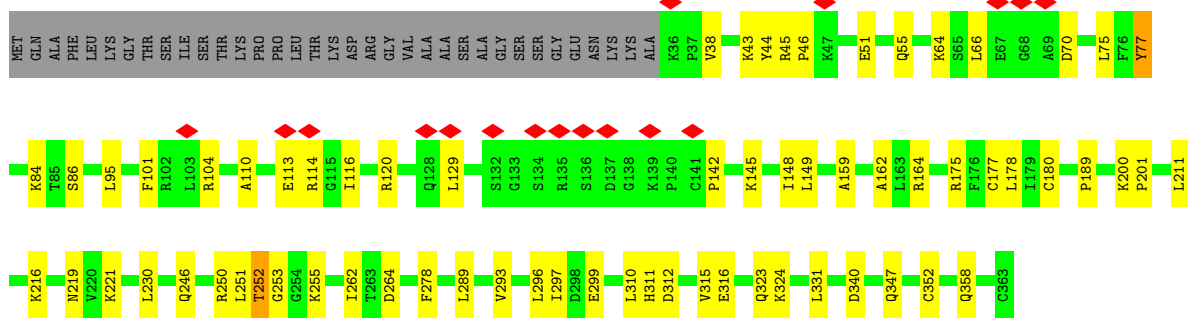 MET GLN ALA PHE LEU LYS GLY THR SER ILE SER THR LYS PRO PRO LEU THR LYS ASP ARG GLY VAL ALA ALA SER ALA GLY SER SER GLY GLU ASN LYS LYS ALA K36 P37 V38 K43 Y44 R45 P46 K47 E51 Q55 K64 S65 L66 E67 G68 A69 D70 L75 F76 Y77
K84 T85 S86 L95 F101 R102 L103 R104 A110 E113 R114 G115 I116 R120 Q128 L129 S132 G133 S134 R135 S136 D137 G138 K139 P140 C141 P142 K145 I148 L149 A159 A162 L163 R164 R175 F176 C177 L178 I179 C180 P189 K200 P201 L211
K216 N219 V220 K221 L230 Q246 R250 L251 T252 G253 G254 K255 I262 T263 D264 F278 L289 V293 L296 I297 D298 E299 L310 H311 D312 V315 E316 Q323 K324 L331 D340 Q347 C352 Q358 C363